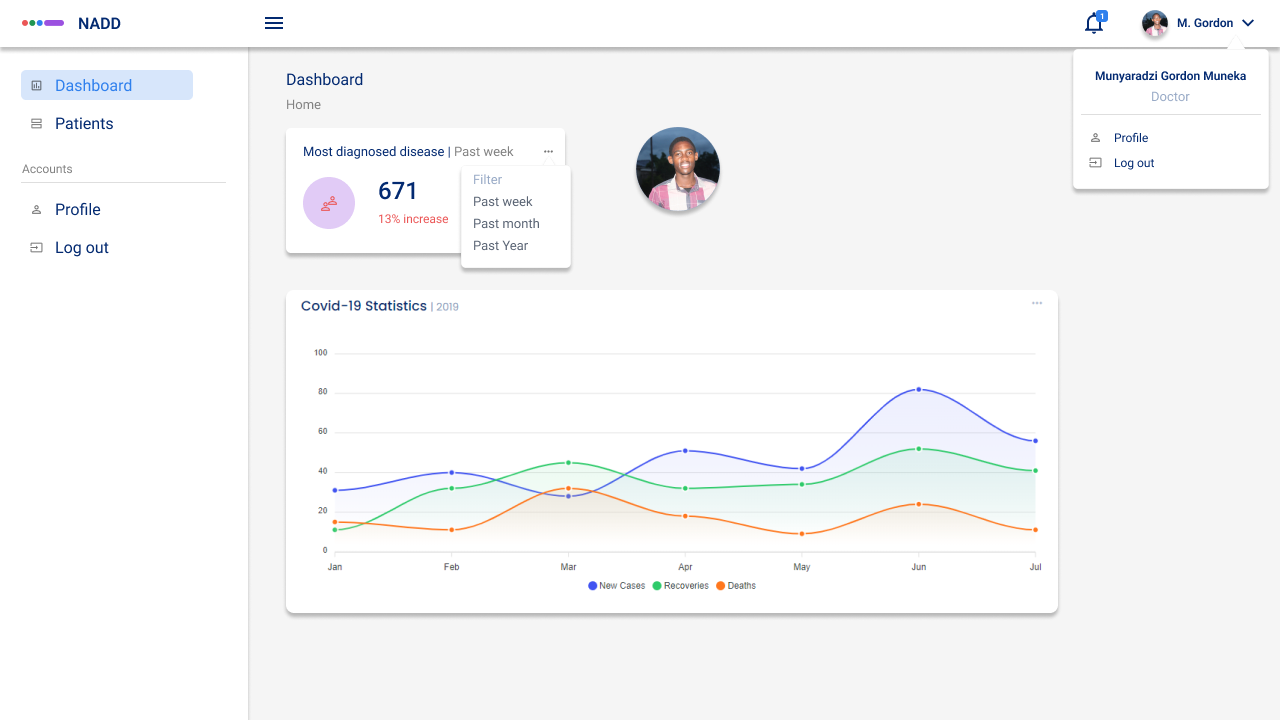 NADD
1
M. Gordon
Munyaradzi Gordon Muneka
Doctor
Profile
Log out
Dashboard
Patients
Accounts
Profile
Log out
Dashboard
Home
Most diagnosed disease | Past week
671
13% increase
Filter
Past week
Past month
Past Year
Covid-19 Statistics | 2019
100
80
60
40
20
0
Jan Feb Mar Apr May Jun Jul
New Cases Recoveries Deaths